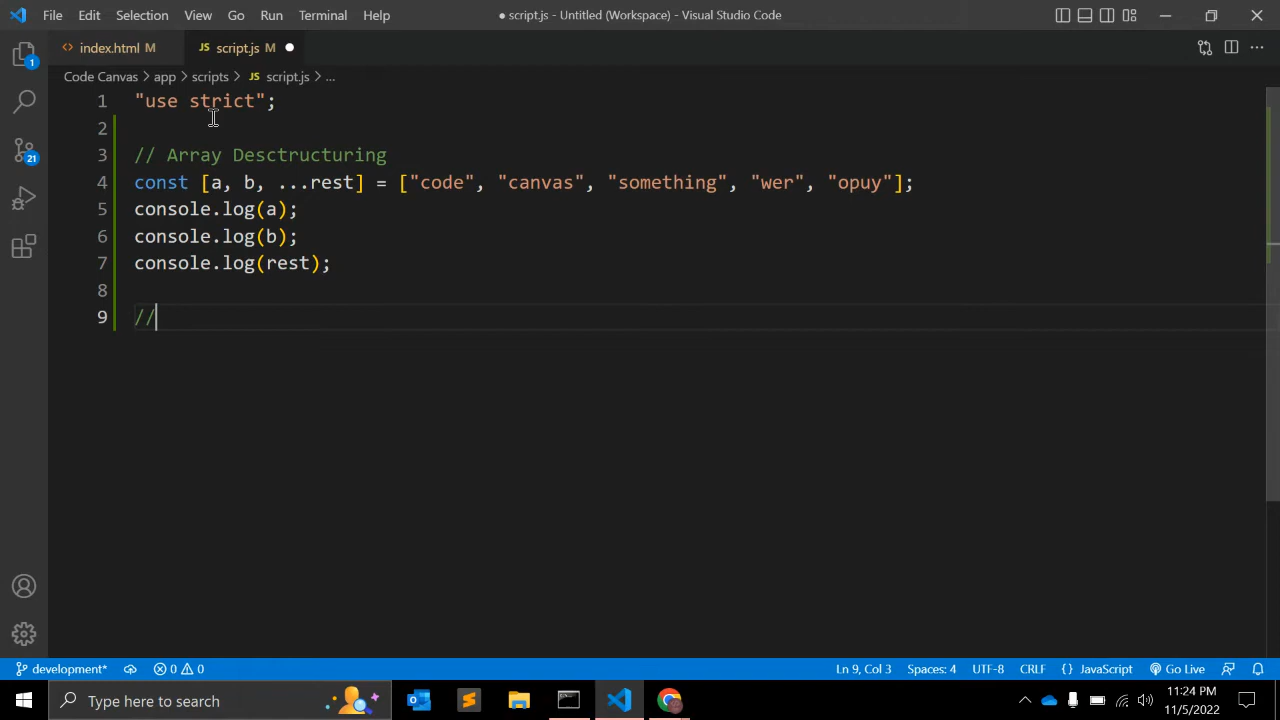 File Edit Selection View Go Run Terminal Help
● script.js - Untitled (Workspace) - Visual Studio Code
<> index.html M
JS script.js M ●
Code Canvas > app > scripts > JS script.js > ...
1 "use strict";
2
3 // Array Desctructuring
4 const [a, b, ...rest] = ["code", "canvas", "something", "wer", "opuy"];
5 console.log(a);
6 console.log(b);
7 console.log(rest);
8
9 //
1
21
development* 0 0
Ln 9, Col 3 Spaces: 4 UTF-8 CRLF {} JavaScript Go Live
Type here to search
11:24 PM
11/5/2022